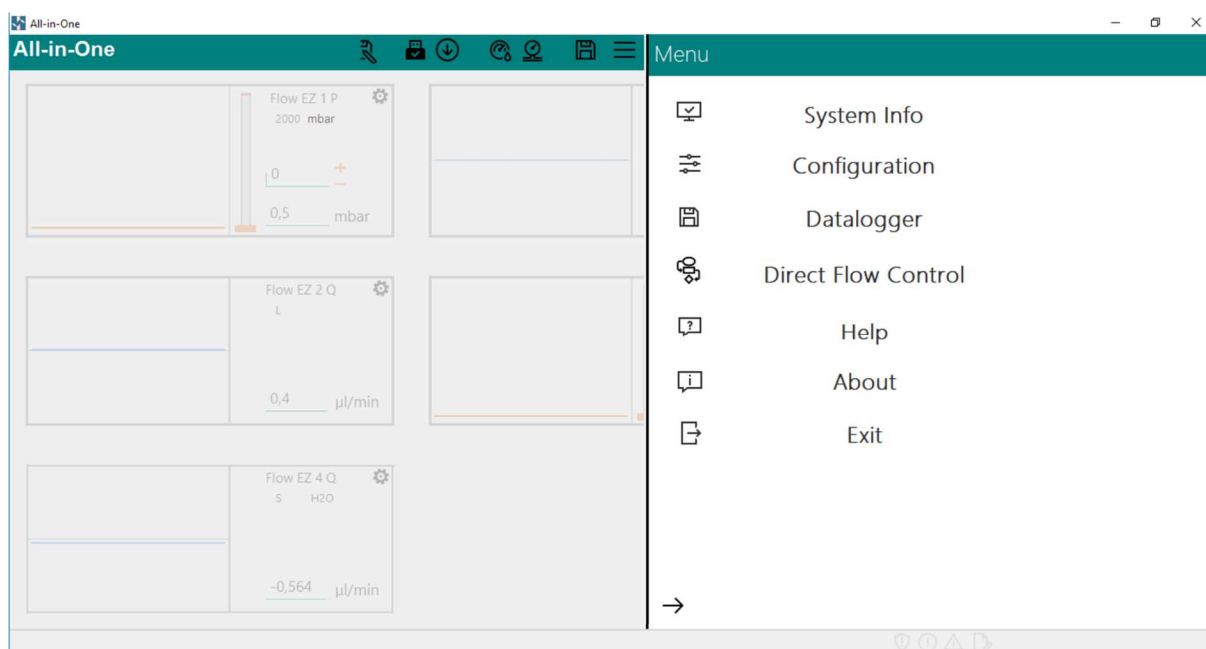 All-in-One
All-in-One
Menu
Flow EZ 1 P
2000 mbar
0
0,5 mbar
Flow EZ 2 Q
L
0,4 µl/min
Flow EZ 4 Q
S H2O
-0,564 µl/min
System Info
Configuration
Datalogger
Direct Flow Control
Help
About
Exit